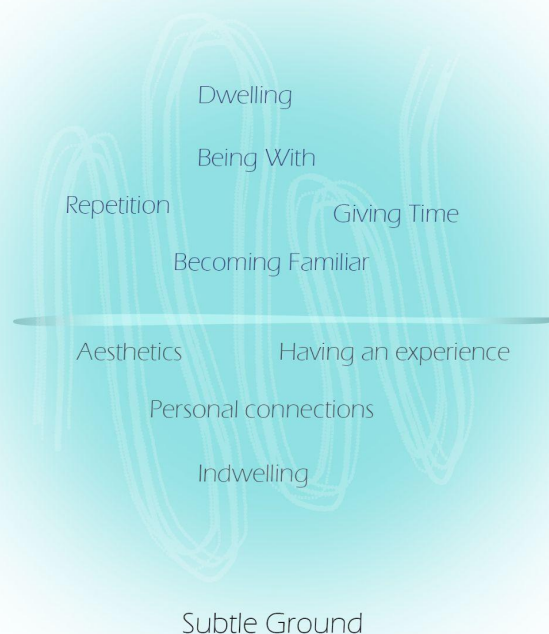 Dwelling
Being With
Repetition
Giving Time
Becoming Familiar
Aesthetics
Having an experience
Personal connections
Indwelling
Subtle Ground